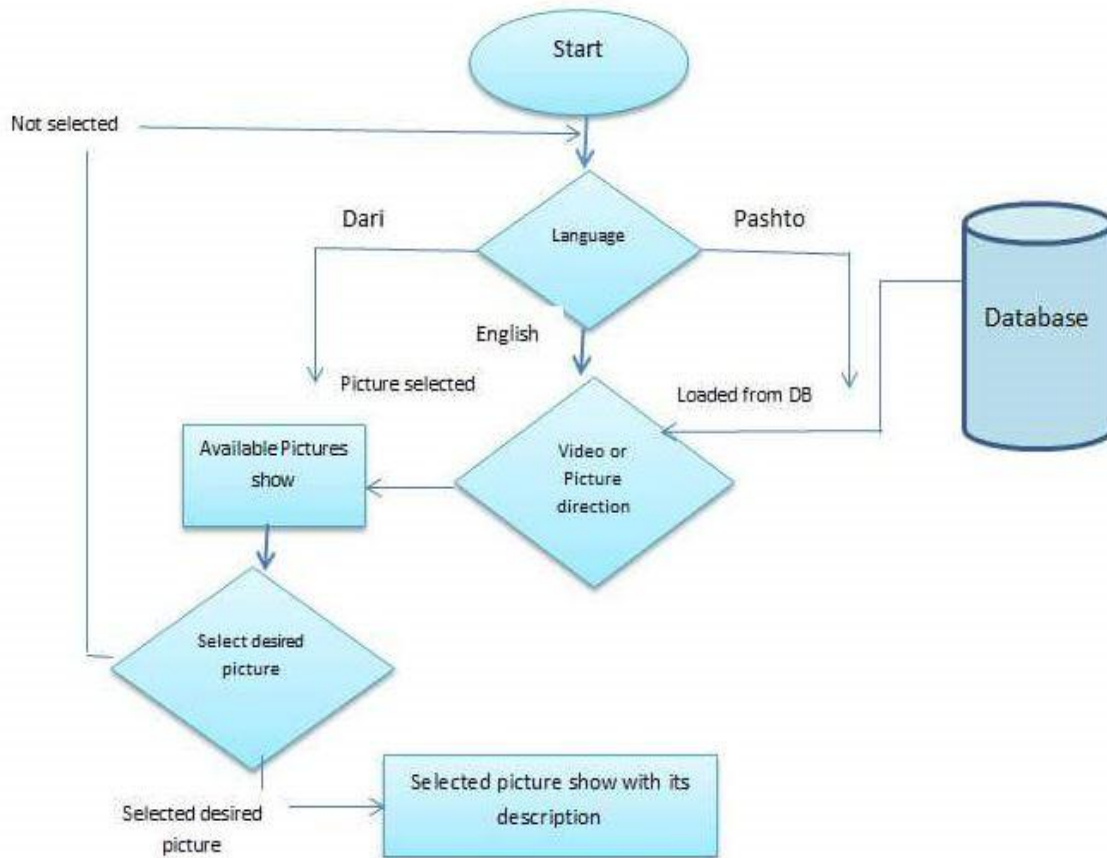 Start
Not selected
Dari
Pashto
Language
Database
English
Picture selected
Loaded from DB
Available Pictures
show
Video or
Picture
direction
Select desired
picture
Selected picture show with its
description
Selected desired
picture